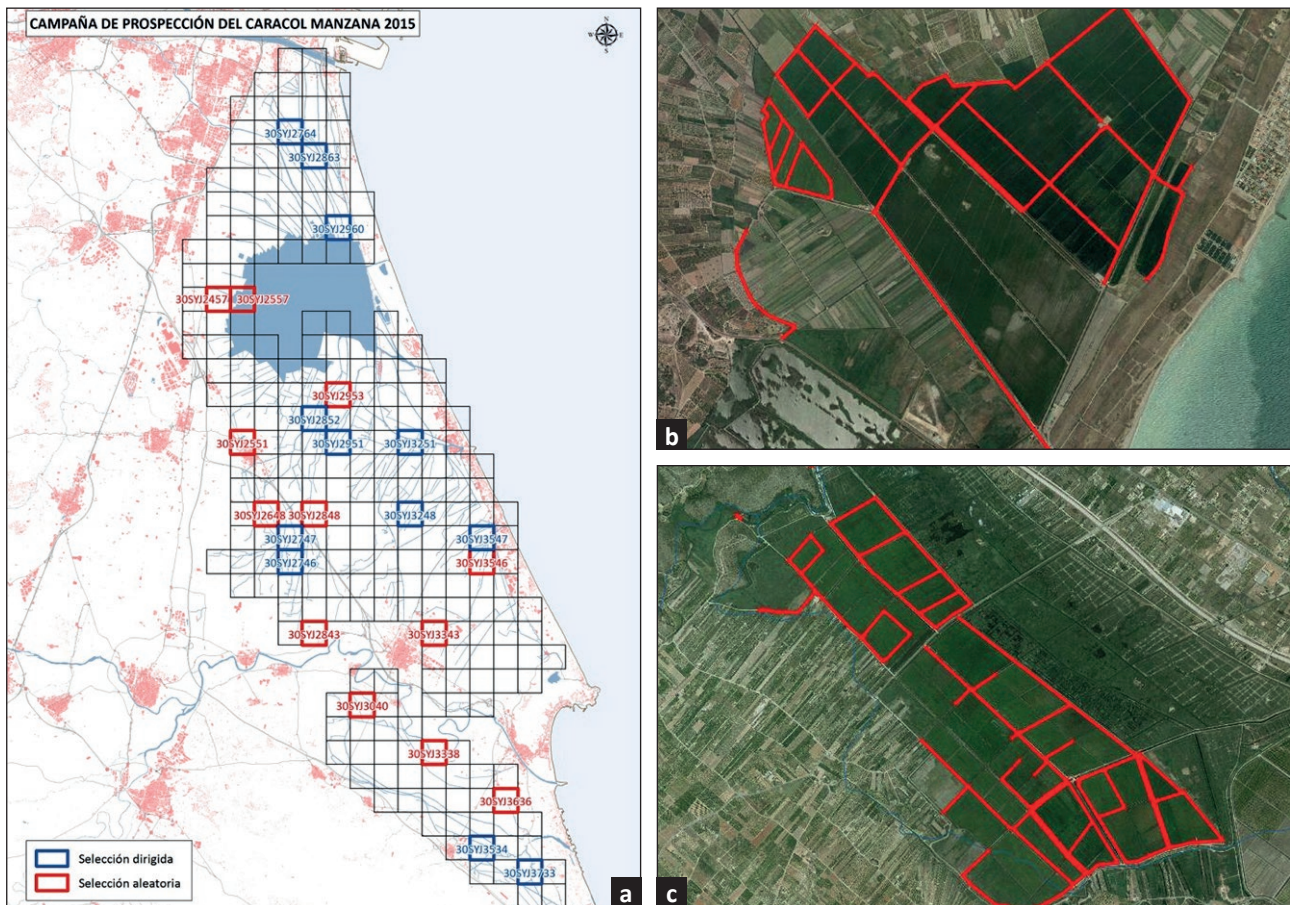 CAMPAÑA DE PROSPECCIÓN DEL CARACOL MANZANA 2015
N
W
E
S
30SYJ2764
30SYJ2863
30SYJ2960
30SYJ2457
30SYJ2557
30SYJ2953
30SYJ2852
30SYJ2551
30SYJ2951
30SYJ3251
30SYJ2648
30SYJ2848
30SYJ3248
30SYJ2747
30SYJ3547
30SYJ2746
30SYJ3546
30SYJ2843
30SYJ3343
30SYJ3040
30SYJ3338
30SYJ3636
30SYJ3534
30SYJ3733
Selección dirigida
Selección aleatoria
a
b
c